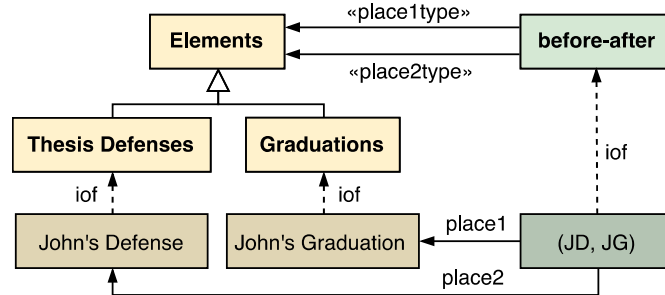 «place1type»
Elements
before-after
«place2type»
Thesis Defenses
Graduations
iof
iof
iof
John's Defense
John's Graduation
place1
(JD, JG)
place2